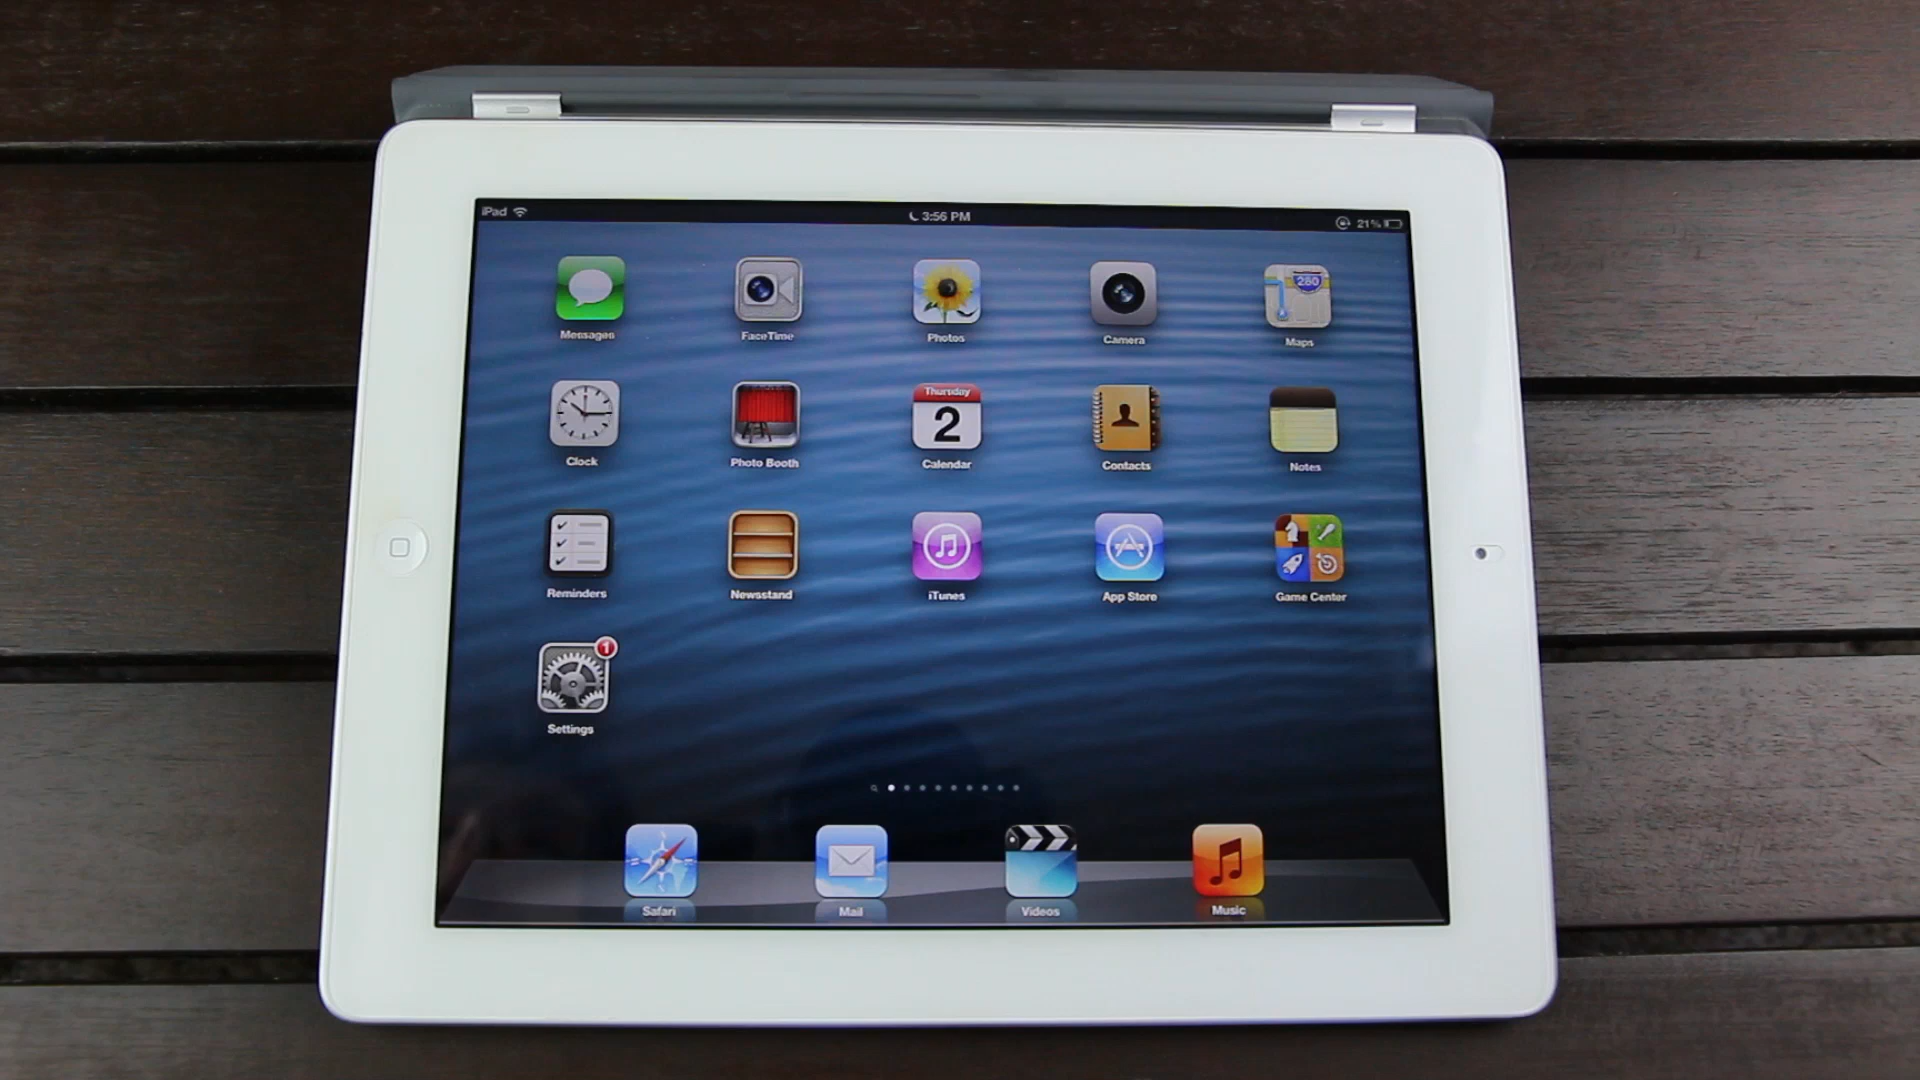 iPad 3:56 PM 21%
280
Messages FaceTime Photos Camera Maps
Thursday
2
Clock Photo Booth Calendar Contacts Notes
Reminders Newsstand iTunes App Store Game Center
1
Settings
Safari Mail Videos Music